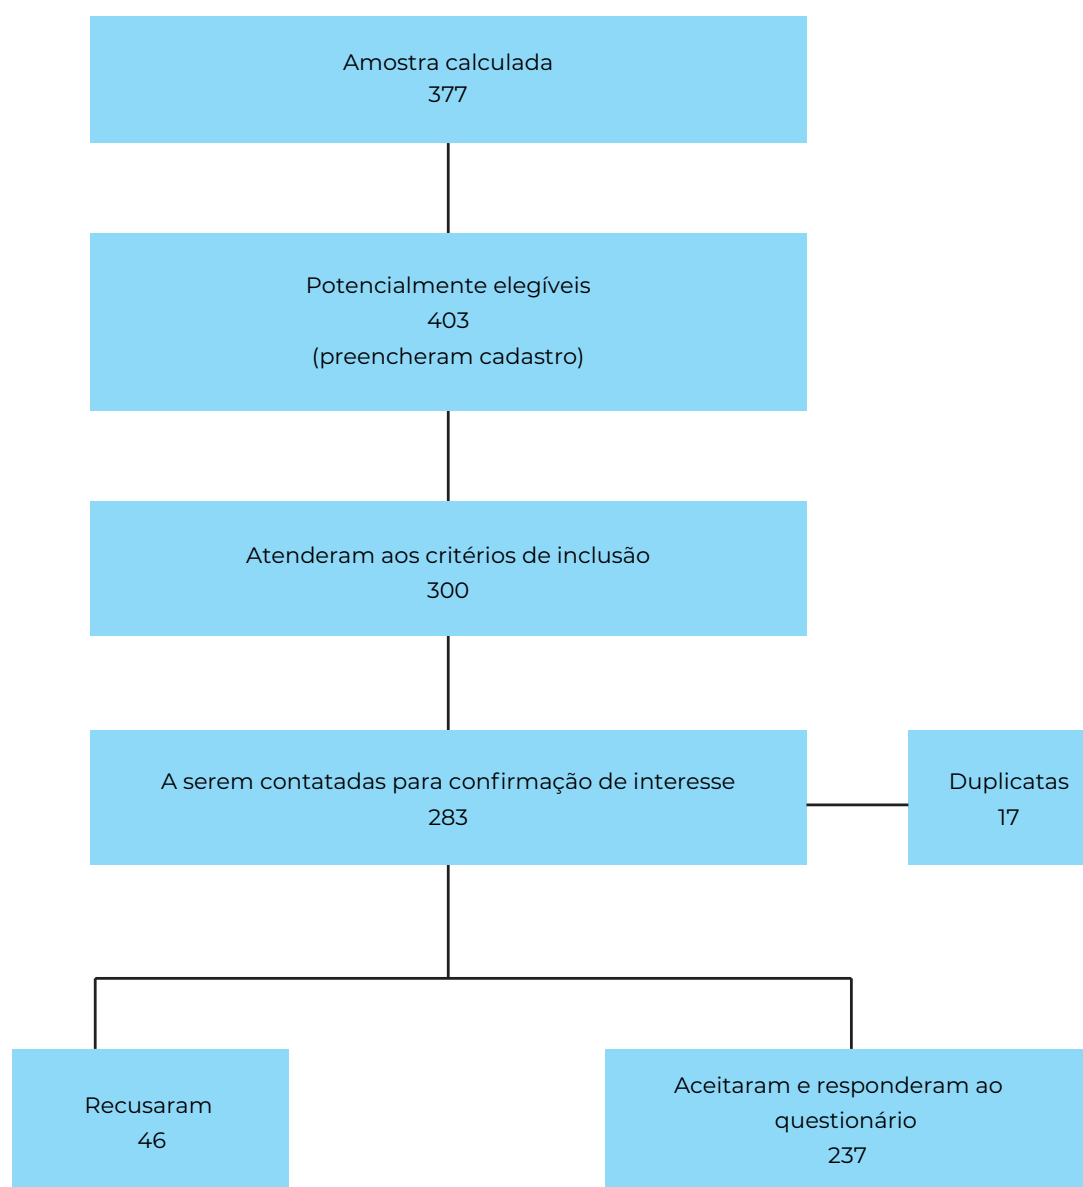 Amostra calculada
377
Potencialmente elegíveis
403
(preencheram cadastro)
Atenderam aos critérios de inclusão
300
A serem contatadas para confirmação de interesse
283
Duplicatas
17
Recusaram
46
Aceitaram e responderam ao
questionário
237